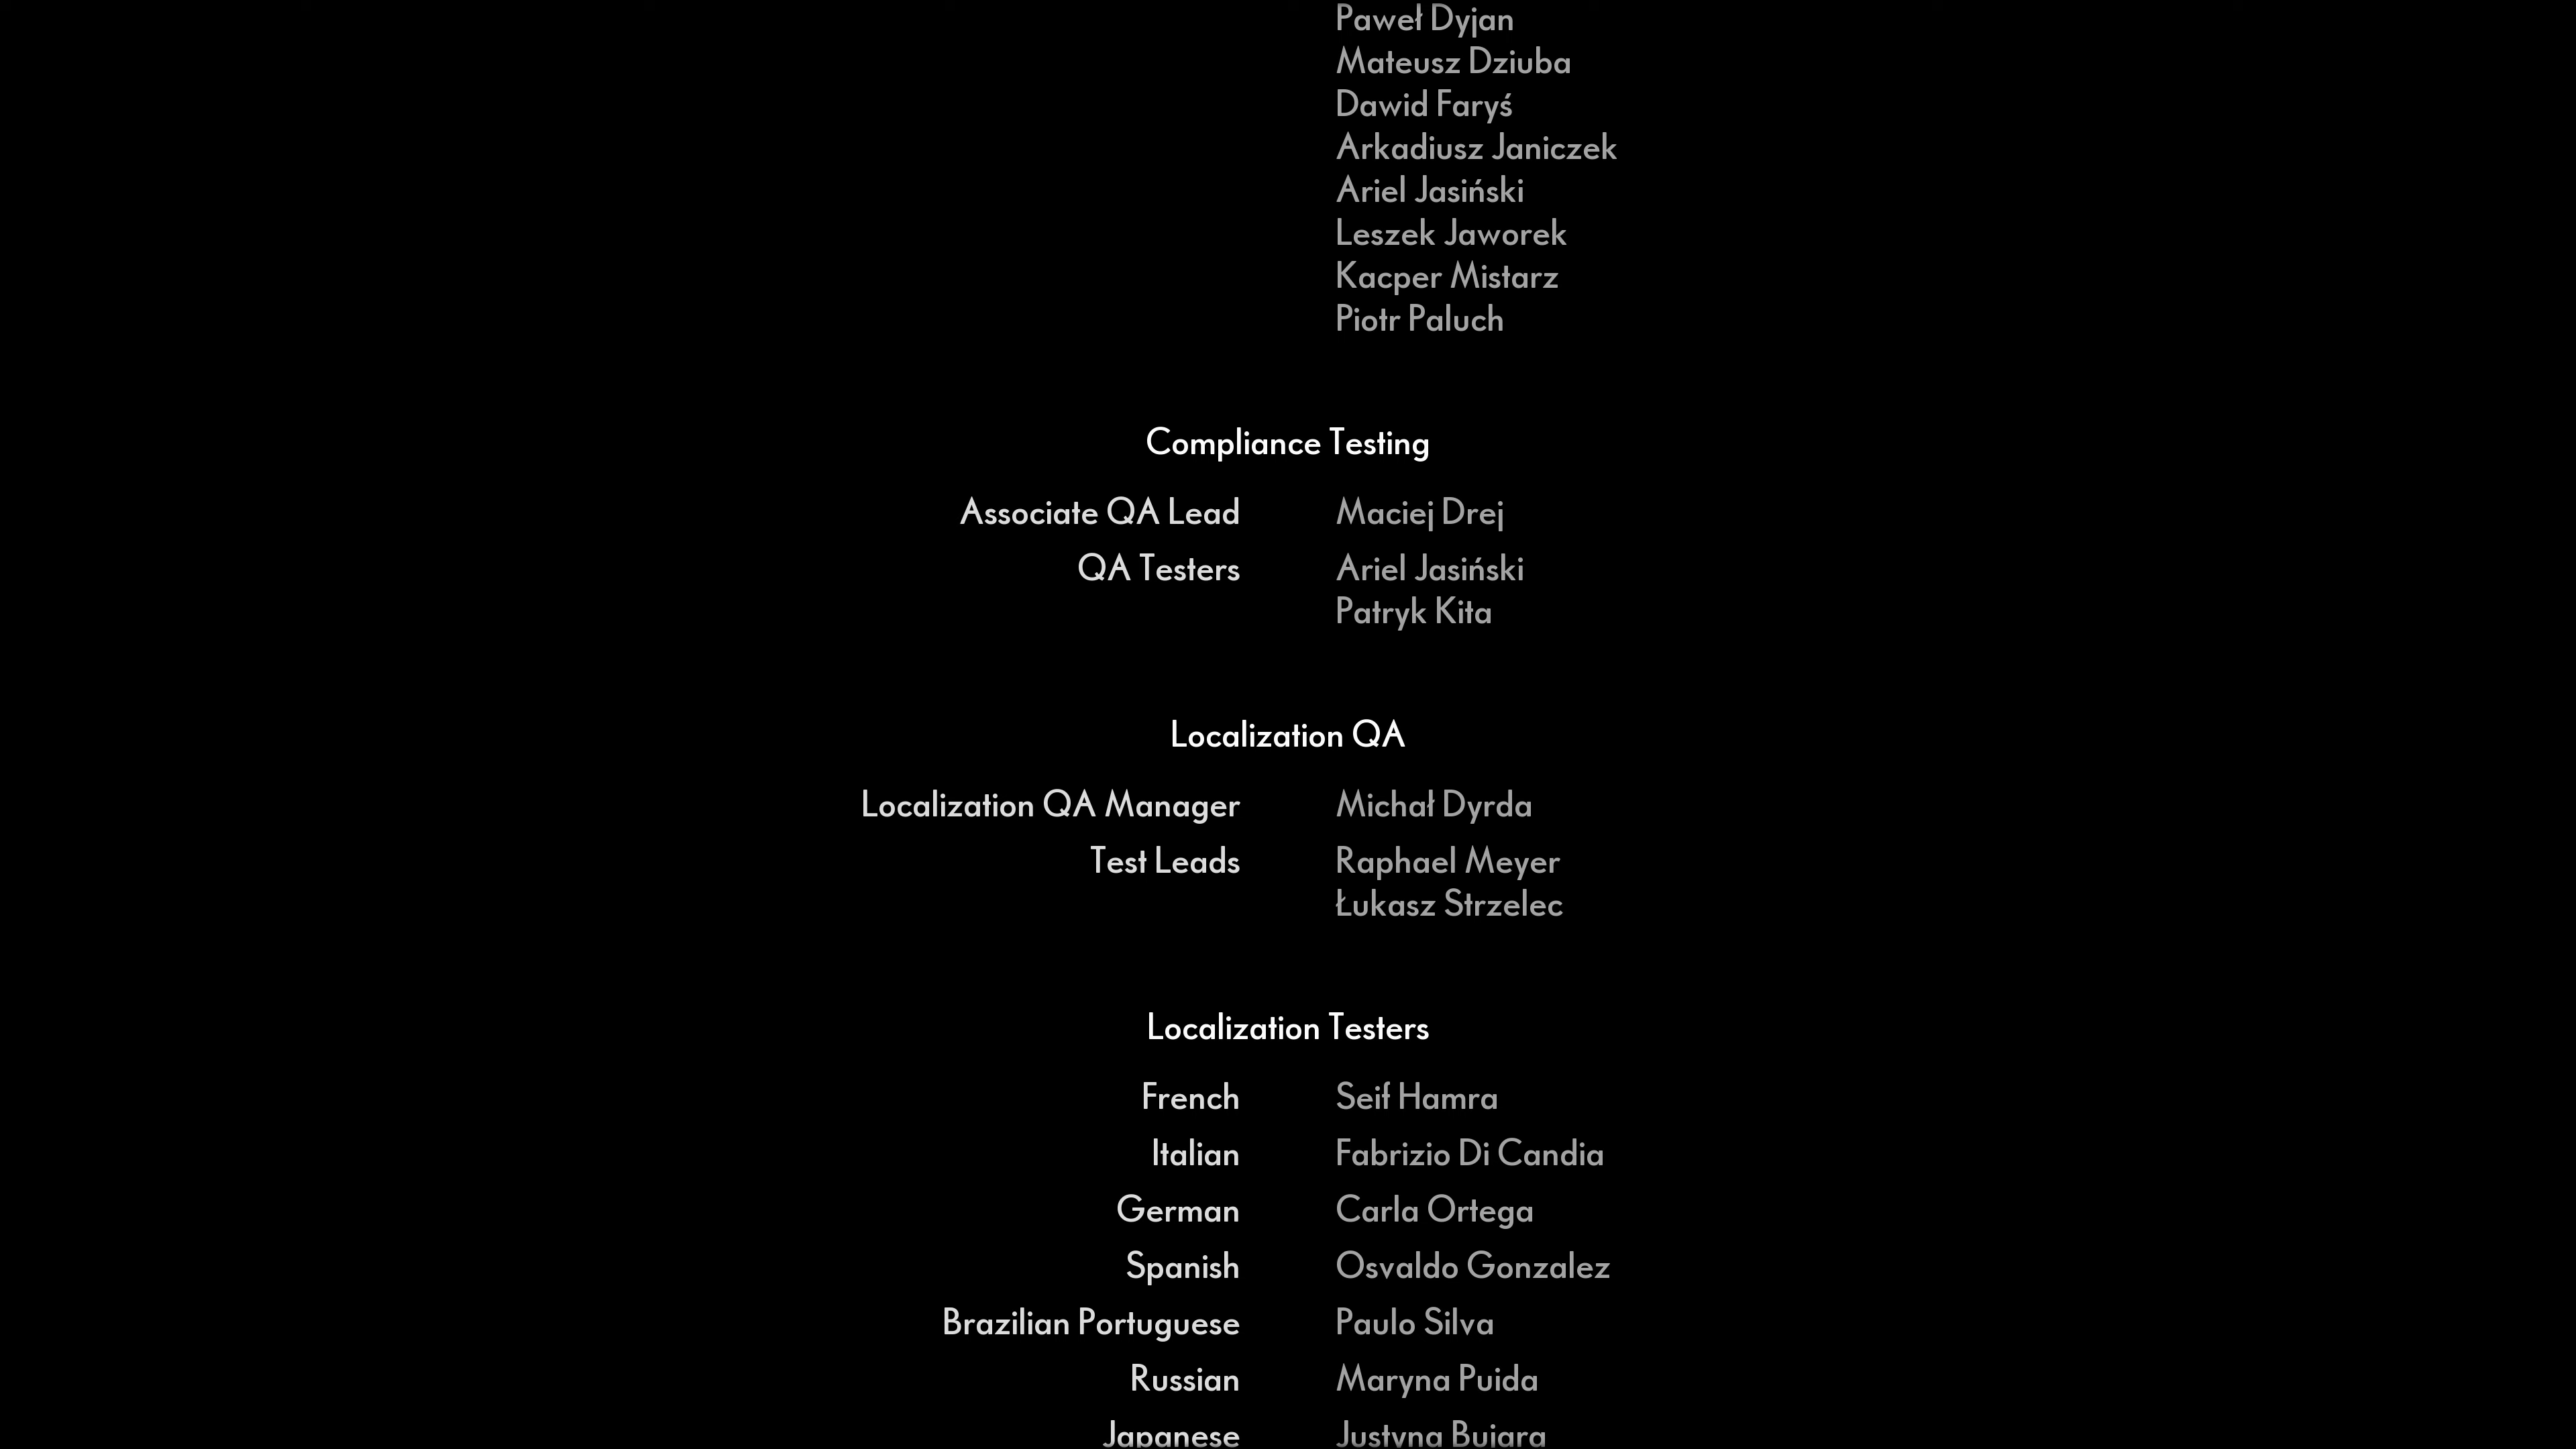 Paweł Dyjan
Mateusz Dziuba
Dawid Faryś
Arkadiusz Janiczek
Ariel Jasiński
Leszek Jaworek
Kacper Mistarz
Piotr Paluch
Compliance Testing
Associate QA Lead Maciej Drej
QA Testers Ariel Jasiński
Patryk Kita
Localization QA
Localization QA Manager Michał Dyrda
Test Leads Raphael Meyer
Łukasz Strzelec
Localization Testers
French Seif Hamra
Italian Fabrizio Di Candia
German Carla Ortega
Spanish Osvaldo Gonzalez
Brazilian Portuguese Paulo Silva
Russian Maryna Puida
Japanese Justyna Bujara